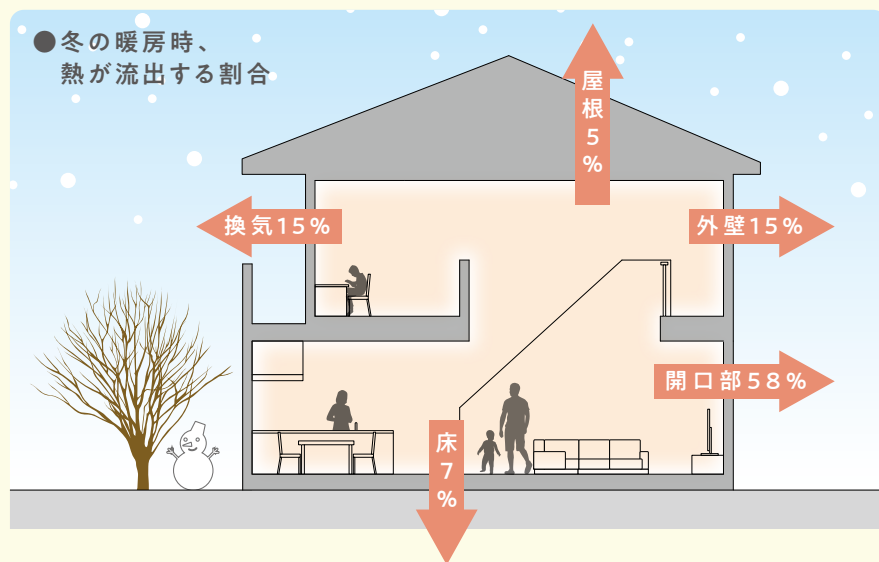 ●冬の暖房時、
熱が流出する割合
屋根5%
換気15%
外壁15%
開口部58%
床7%